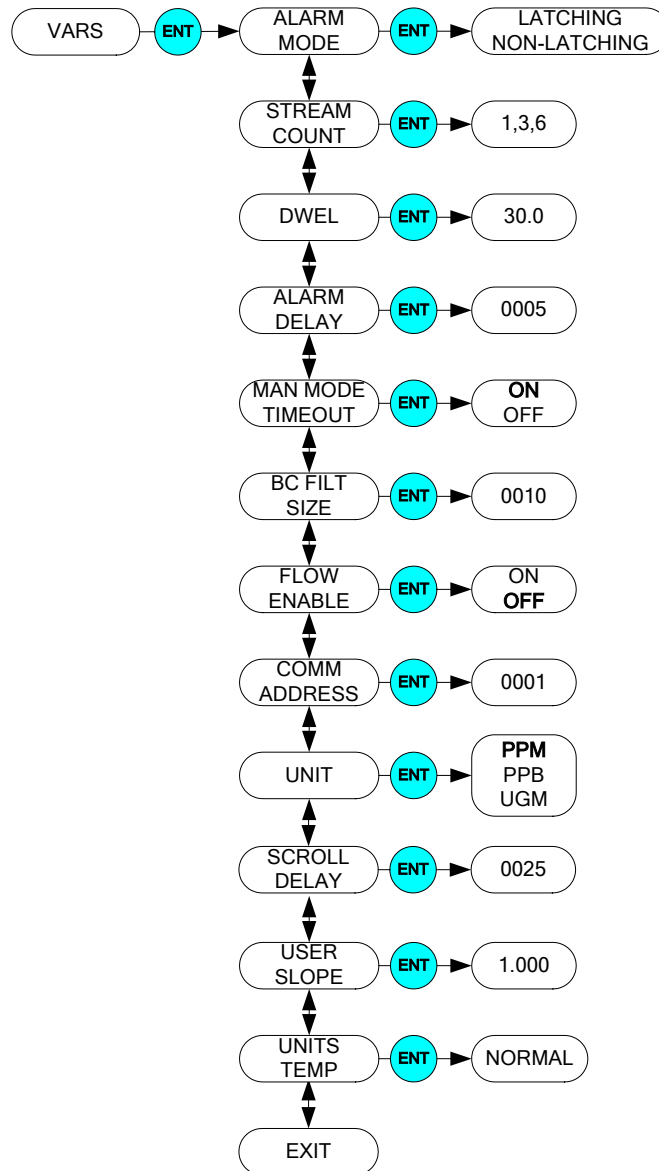 VARS
ENT
ALARM
MODE
ENT
LATCHING
NON-LATCHING
STREAM
COUNT
ENT
1,3,6
DWEL
ENT
30.0
ALARM
DELAY
ENT
0005
MAN MODE
TIMEOUT
ENT
ON
OFF
BC FILT
SIZE
ENT
0010
FLOW
ENABLE
ENT
ON
OFF
COMM
ADDRESS
ENT
0001
UNIT
ENT
PPM
PPB
UGM
SCROLL
DELAY
ENT
0025
USER
SLOPE
ENT
1.000
UNITS
TEMP
ENT
NORMAL
EXIT